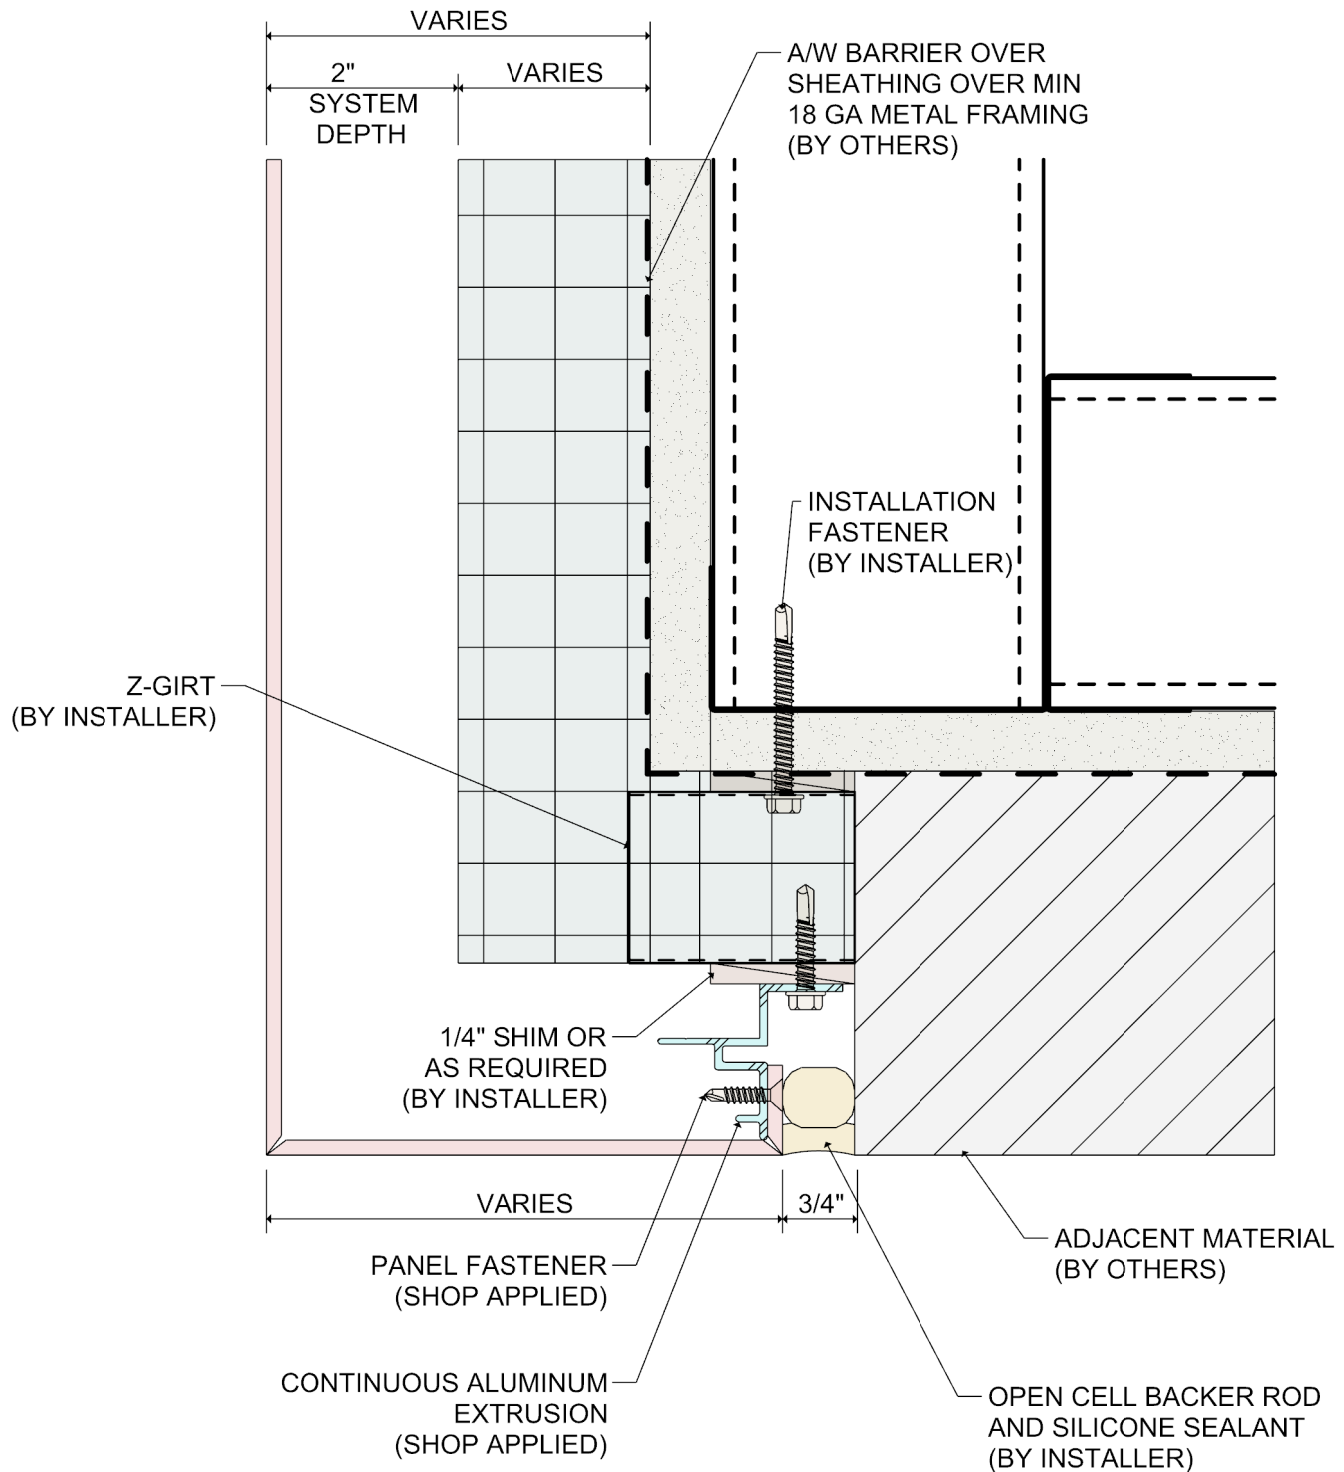 VARIES
2"
SYSTEM
DEPTH
VARIES
A/W BARRIER OVER
SHEATHING OVER MIN
18 GA METAL FRAMING
(BY OTHERS)
INSTALLATION
FASTENER
(BY INSTALLER)
Z-GIRT
(BY INSTALLER)
1/4" SHIM OR
AS REQUIRED
(BY INSTALLER)
VARIES
3/4"
PANEL FASTENER
(SHOP APPLIED)
ADJACENT MATERIAL
(BY OTHERS)
CONTINUOUS ALUMINUM
EXTRUSION
(SHOP APPLIED)
OPEN CELL BACKER ROD
AND SILICONE SEALANT
(BY INSTALLER)